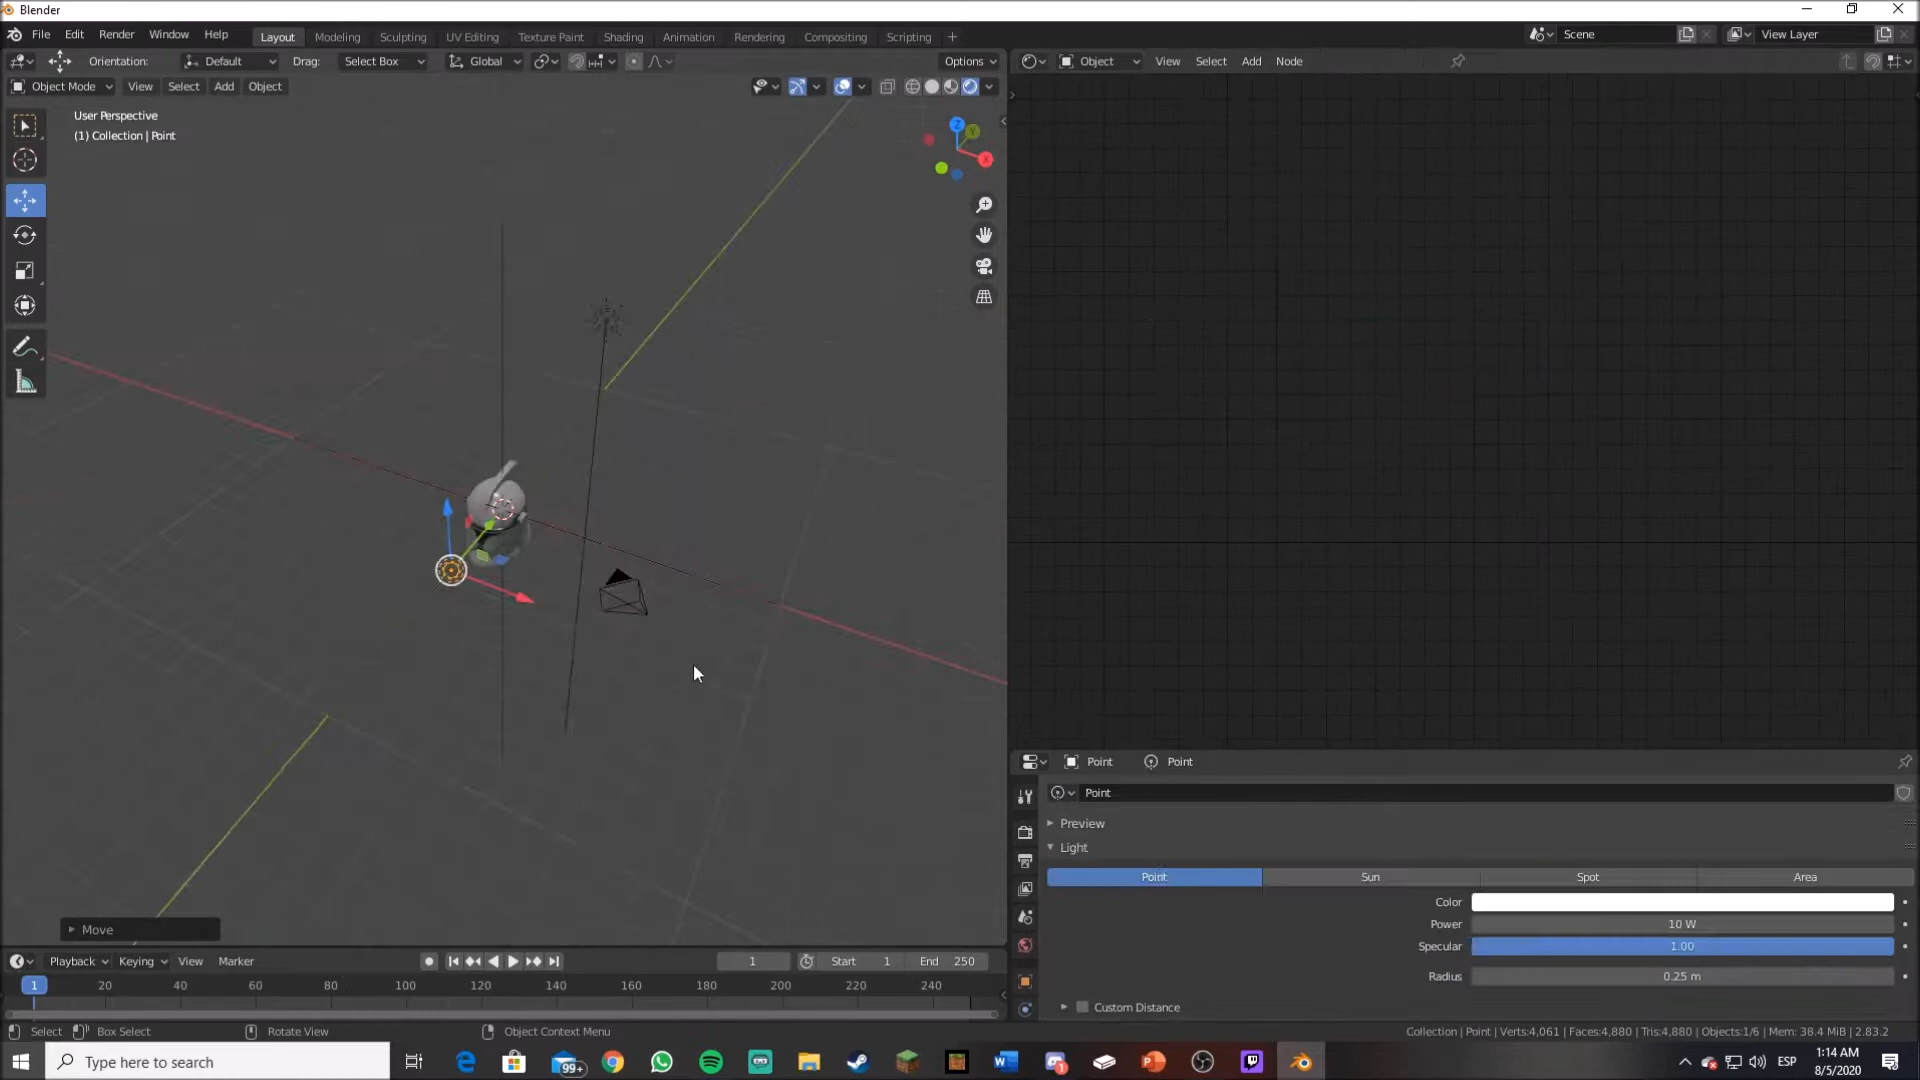 Blender
File Edit Render Window Help Layout Modeling Sculpting UV Editing Texture Paint Shading Animation Rendering Compositing Scripting + Scene View Layer
Orientation: Default Drag: Select Box Global Options Object View Select Add Node
Object Mode View Select Add Object
User Perspective
(1) Collection | Point
Z
Y
X
Move
Point Point
Point
Preview
Light
Point Sun Spot Area
Color
Power 10 W
Specular 1.00
Radius 0.25 m
Custom Distance
Playback Keying View Marker 1 Start 1 End 250
1 20 40 60 80 100 120 140 160 180 200 220 240
Select Box Select Rotate View Object Context Menu Collection | Point | Verts:4,061 | Faces:4,880 | Tris:4,880 | Objects:1/6 | Mem: 38.4 MiB | 2.83.2
Type here to search 99+ 1 ESP 1:14 AM
8/5/2020